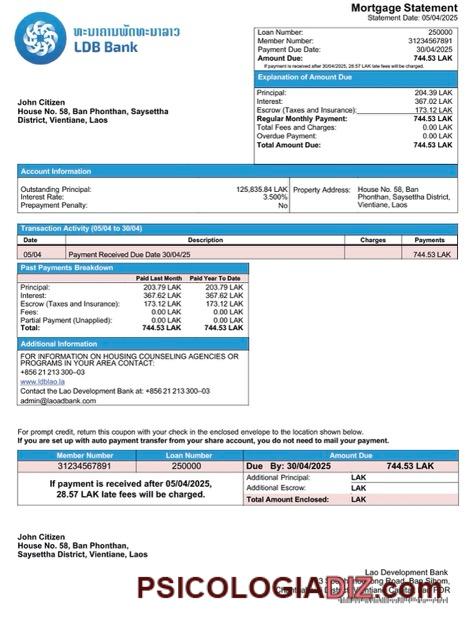 Mortgage Statement
Statement Date: 05/04/2025
ທະນາຄານພັດທະນາລາວ
LDB Bank
Loan Number: 250000
Member Number: 31234567891
Payment Due Date: 30/04/2025
Amount Due: 744.53 LAK
If payment is received after 30/04/2025, 28.57 LAK late fees will be charged.
Explanation of Amount Due
Principal: 204.39 LAK
Interest: 367.02 LAK
Escrow (Taxes and Insurance): 173.12 LAK
Regular Monthly Payment: 744.53 LAK
Total Fees and Charges: 0.00 LAK
Overdue Payment: 0.00 LAK
Total Amount Due: 744.53 LAK
John Citizen
House No. 58, Ban Phonthan, Saysettha
District, Vientiane, Laos
Account Information
Outstanding Principal: 125,835.84 LAK
Interest Rate: 3.500%
Prepayment Penalty: No
Property Address: House No. 58, Ban
Phonthan, Saysettha District,
Vientiane, Laos
Transaction Activity (05/04 to 30/04)
Date Description Charges Payments
05/04 Payment Received Due Date 30/04/25 744.53 LAK
Past Payments Breakdown
Paid Last Month Paid Year To Date
Principal: 203.79 LAK 203.79 LAK
Interest: 367.62 LAK 367.62 LAK
Escrow (Taxes and Insurance): 173.12 LAK 173.12 LAK
Fees: 0.00 LAK 0.00 LAK
Partial Payment (Unapplied): 0.00 LAK 0.00 LAK
Total: 744.53 LAK 744.53 LAK
Additional Information
FOR INFORMATION ON HOUSING COUNSELING AGENCIES OR
PROGRAMS IN YOUR AREA CONTACT:
+856 21 213 300–03
www.ldblao.la
Contact the Lao Development Bank at: +856 21 213 300–03
admin@laoadbank.com
For prompt credit, return this coupon with your check in the enclosed envelope to the location shown below.
If you are set up with auto payment transfer from your share account, you do not need to mail your payment.
Member Number Loan Number Amount Due
31234567891 250000 Due By: 30/04/2025 744.53 LAK
If payment is received after 05/04/2025,
28.57 LAK late fees will be charged.
Additional Principal: LAK
Additional Escrow: LAK
Total Amount Enclosed: LAK
John Citizen
House No. 58, Ban Phonthan,
Saysettha District, Vientiane, Laos
Lao Development Bank
Road, Ban Sihom,
PSICOLOGIADIZ.com